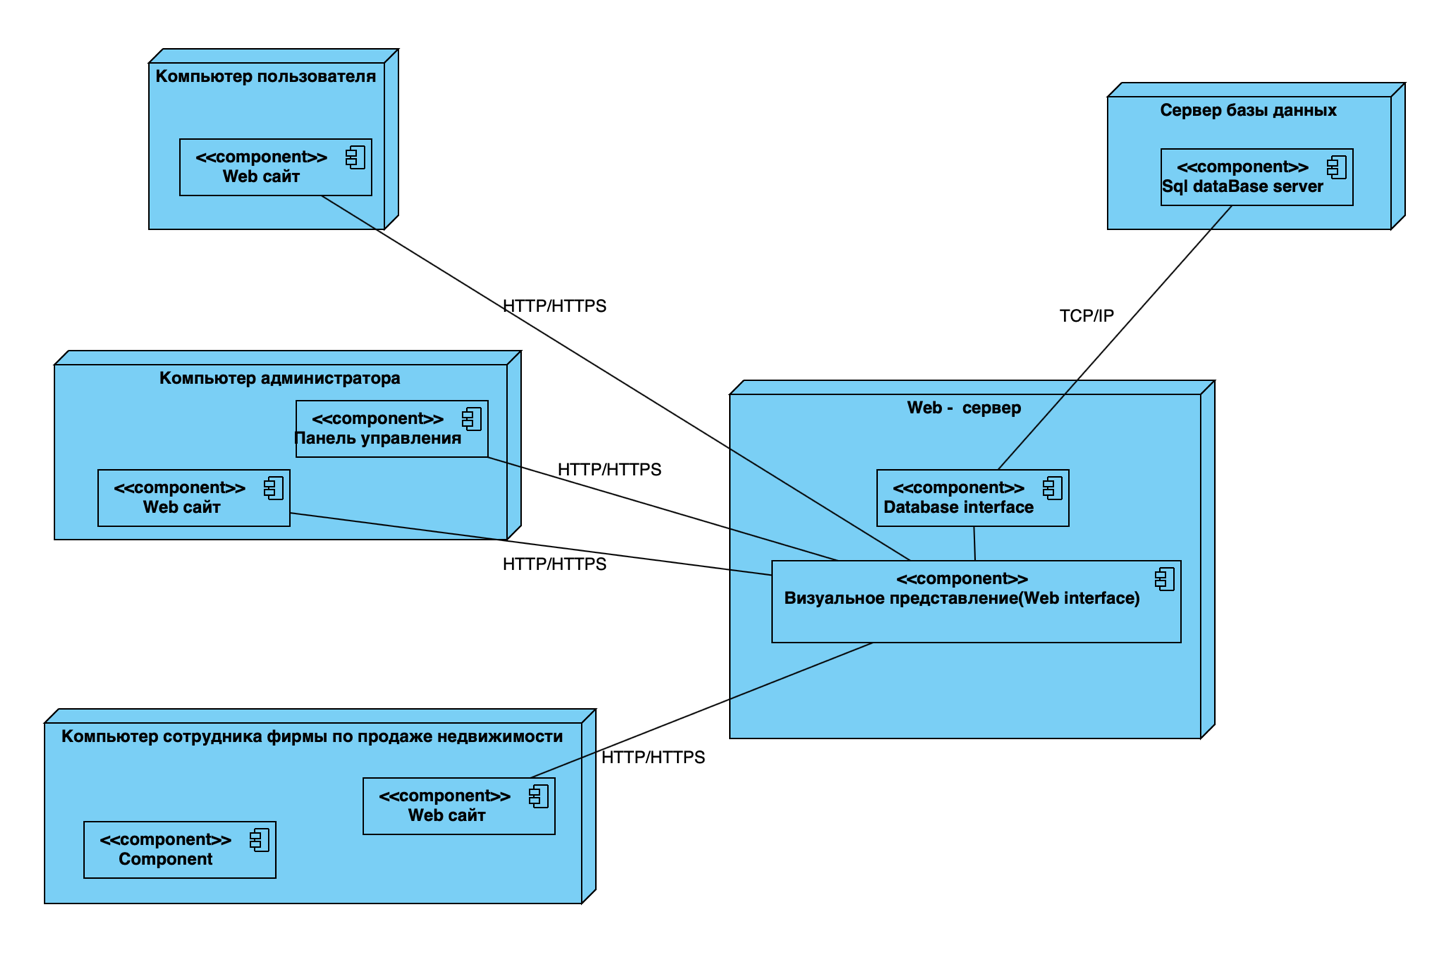 Компьютер пользователя
<<component>>
Web сайт
Сервер базы данных
<<component>>
Sql dataBase server
HTTP/HTTPS
TCP/IP
Компьютер администратора
<<component>>
Панель управления
<<component>>
Web сайт
HTTP/HTTPS
HTTP/HTTPS
Web -  сервер
<<component>>
Database interface
<<component>>
Визуальное представление(Web interface)
Компьютер сотрудника фирмы по продаже недвижимости
HTTP/HTTPS
<<component>>
Web сайт
<<component>>
Component